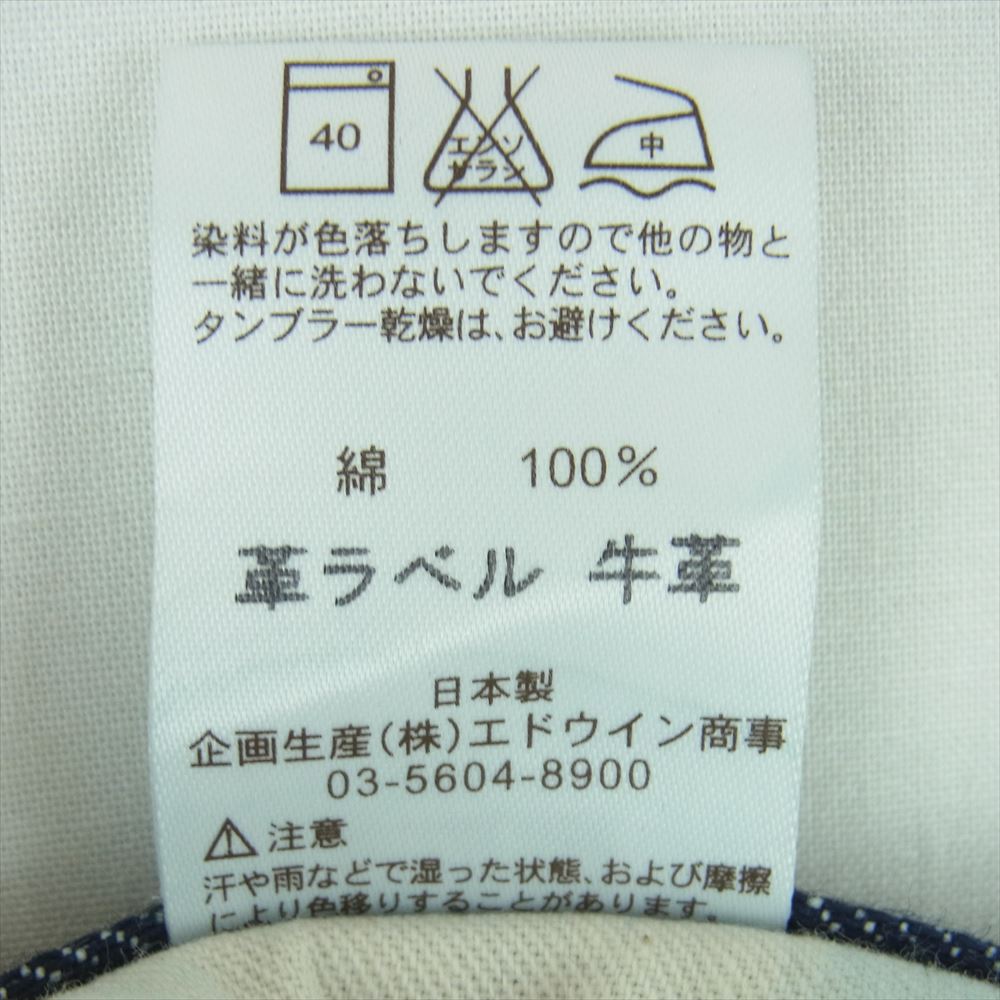 40
エンソ
サラシ
中
染料が色落ちしますので他の物と
一緒に洗わないでください。
タンブラー乾燥は、お避けください。
綿 100%
革ラベル 牛革
日本製
企画生産(株)エドウイン商事
03-5604-8900
注意
汗や雨などで湿った状態、および摩擦
により色移りすることがあります。